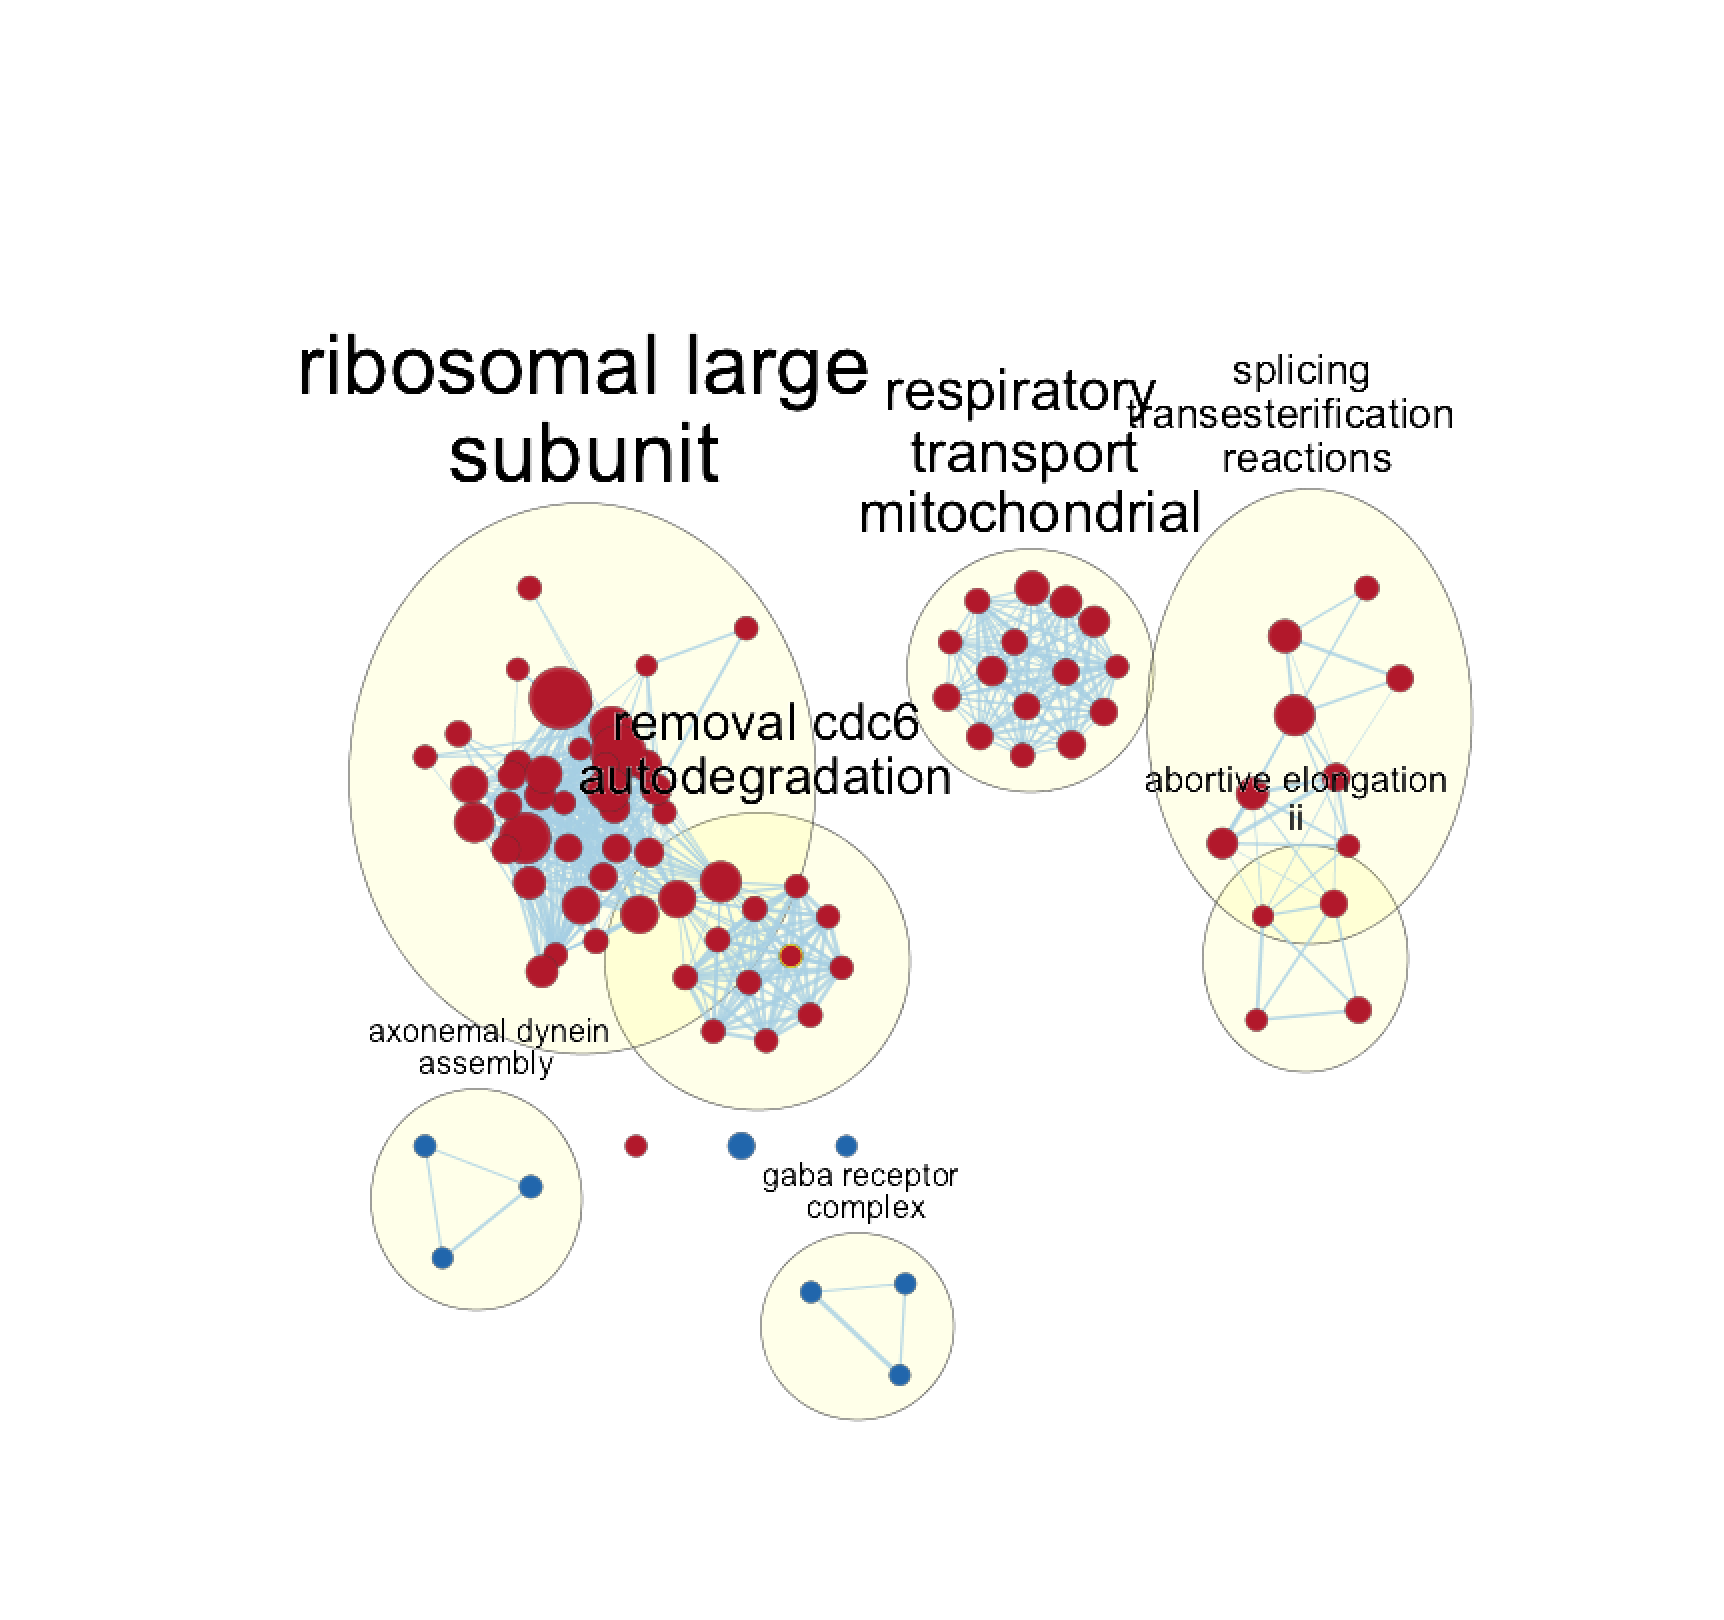 ribosomal large
subunit
respiratory
transport
mitochondrial
splicing
transesterification
reactions
removal cdc6
autodegradation
abortive elongation
ii
axonemal dynein
assembly
gaba receptor
complex